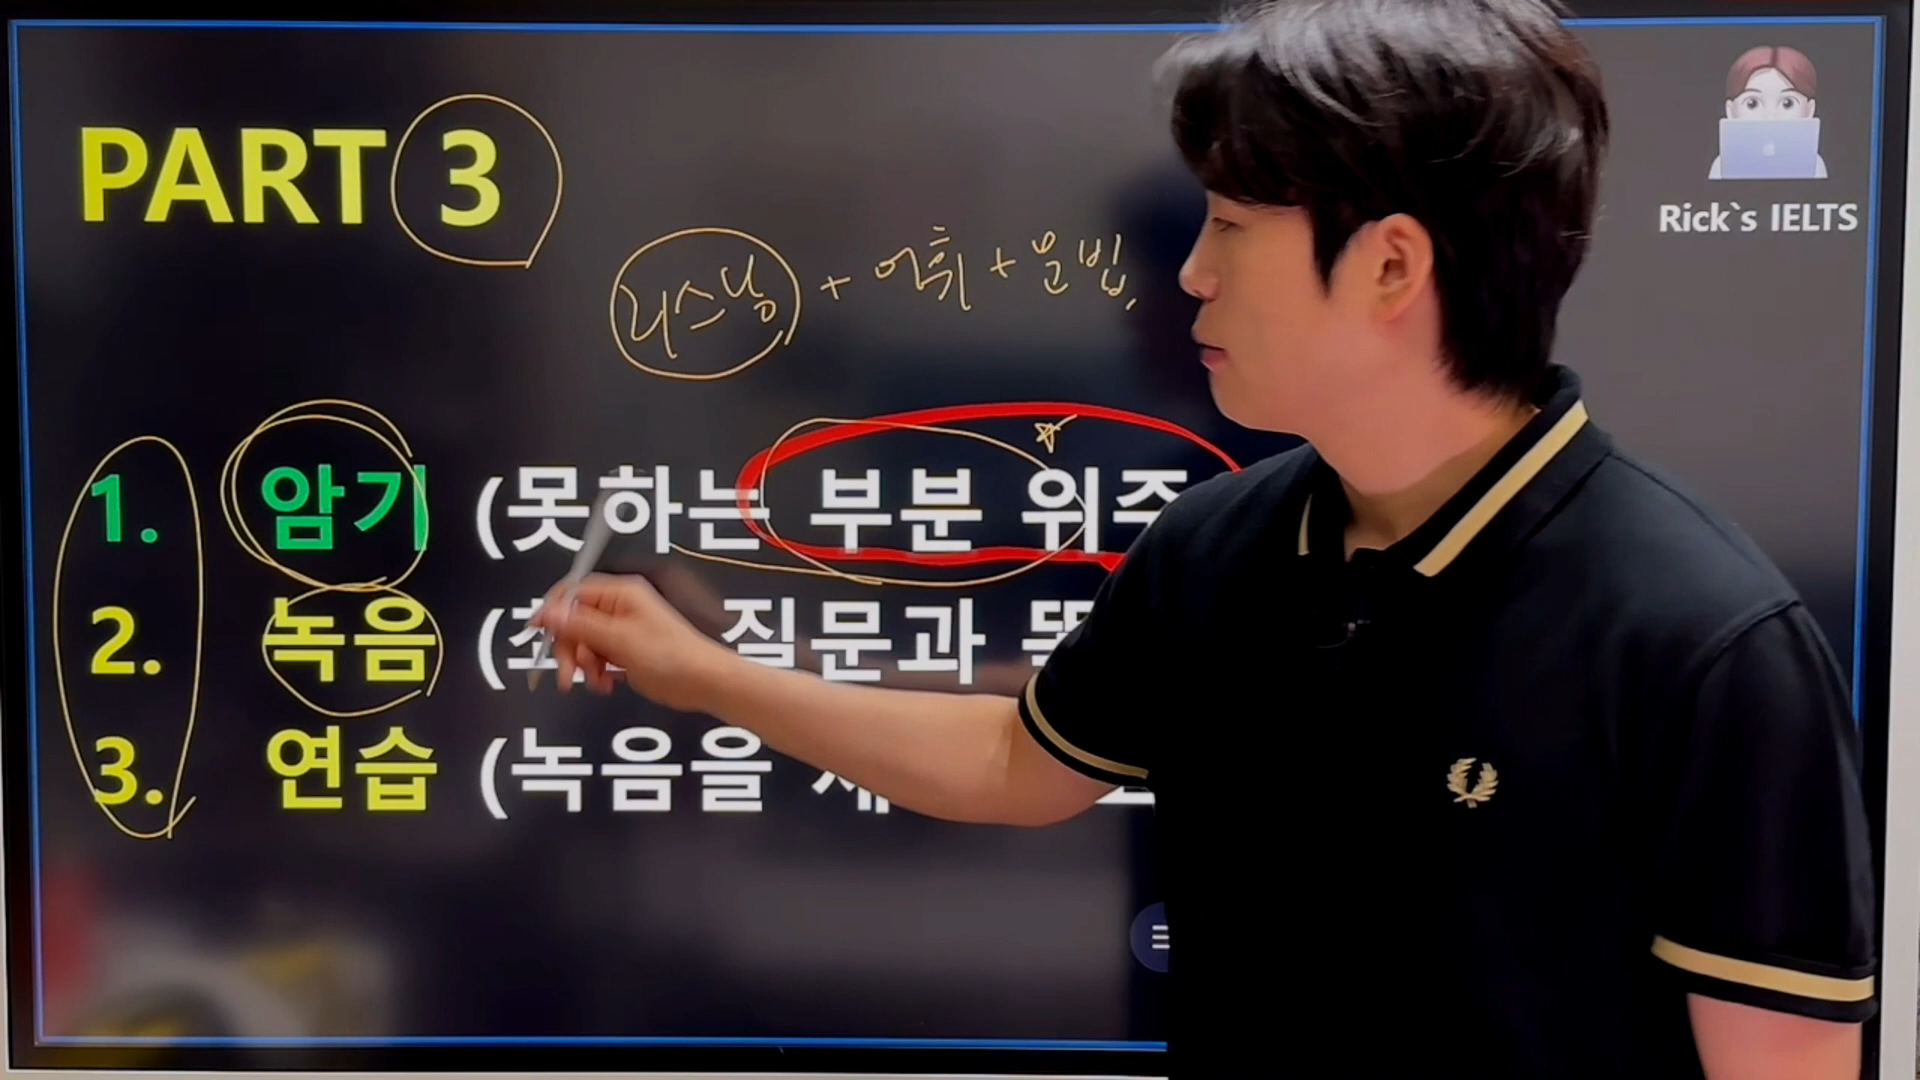 PART 3
Rick`s IELTS
리스닝 + 어휘 + 문법
1. 암기 (못하는 부분 위주
2. 녹음 ( 질문과
3. 연습 (녹음을